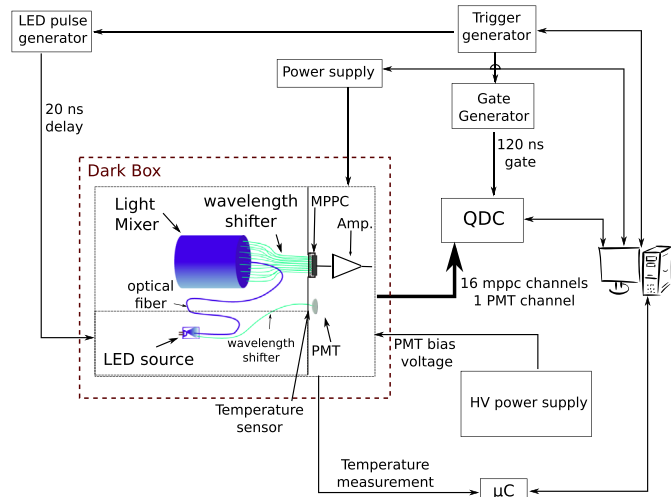 LED pulse
generator
Trigger
generator
Power supply
Gate
Generator
20 ns
delay
120 ns
gate
Dark Box
Light
Mixer
wavelength
shifter
MPPC
Amp.
QDC
optical
fiber
16 mppc channels
1 PMT channel
LED source
wavelength
shifter
PMT
PMT bias
voltage
Temperature
sensor
HV power supply
Temperature
measurement
µC